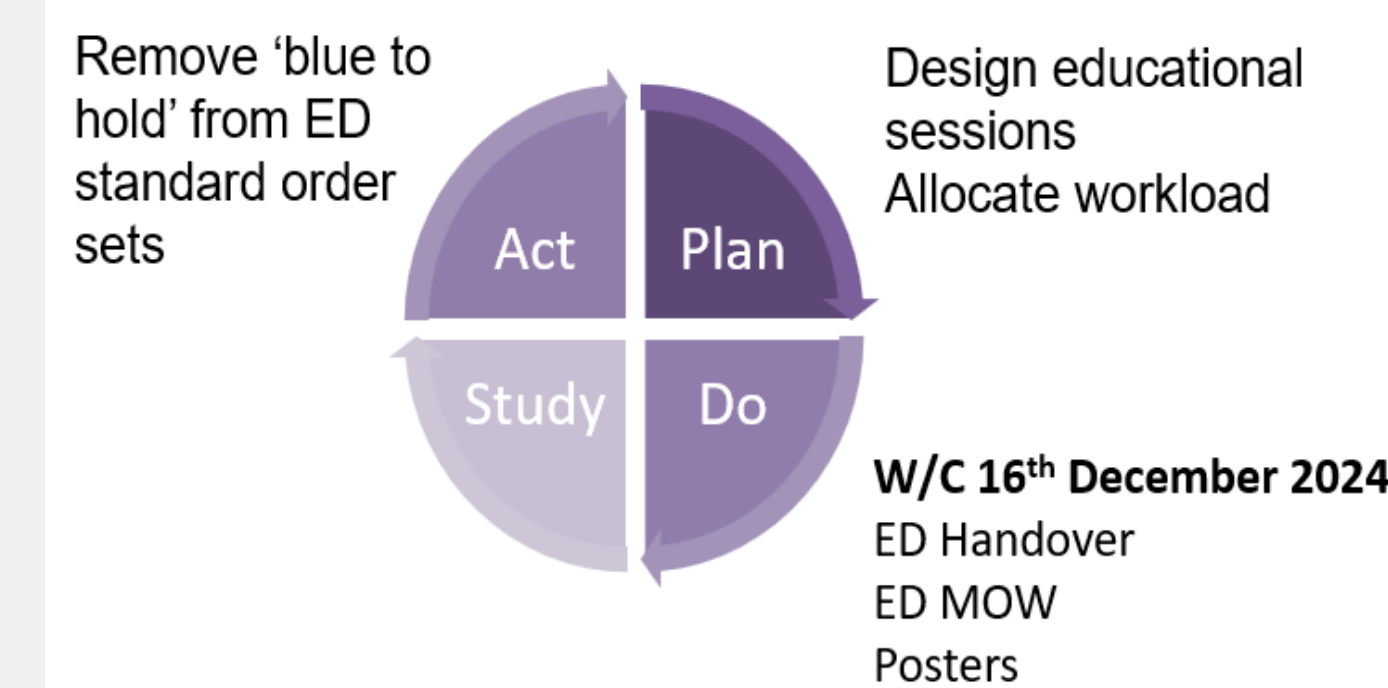 Remove ‘blue to
hold’ from ED
standard order
sets
Design educational
sessions
Allocate workload
Act
Plan
Study
Do
W/C 16th December 2024
ED Handover
ED MOW
Posters